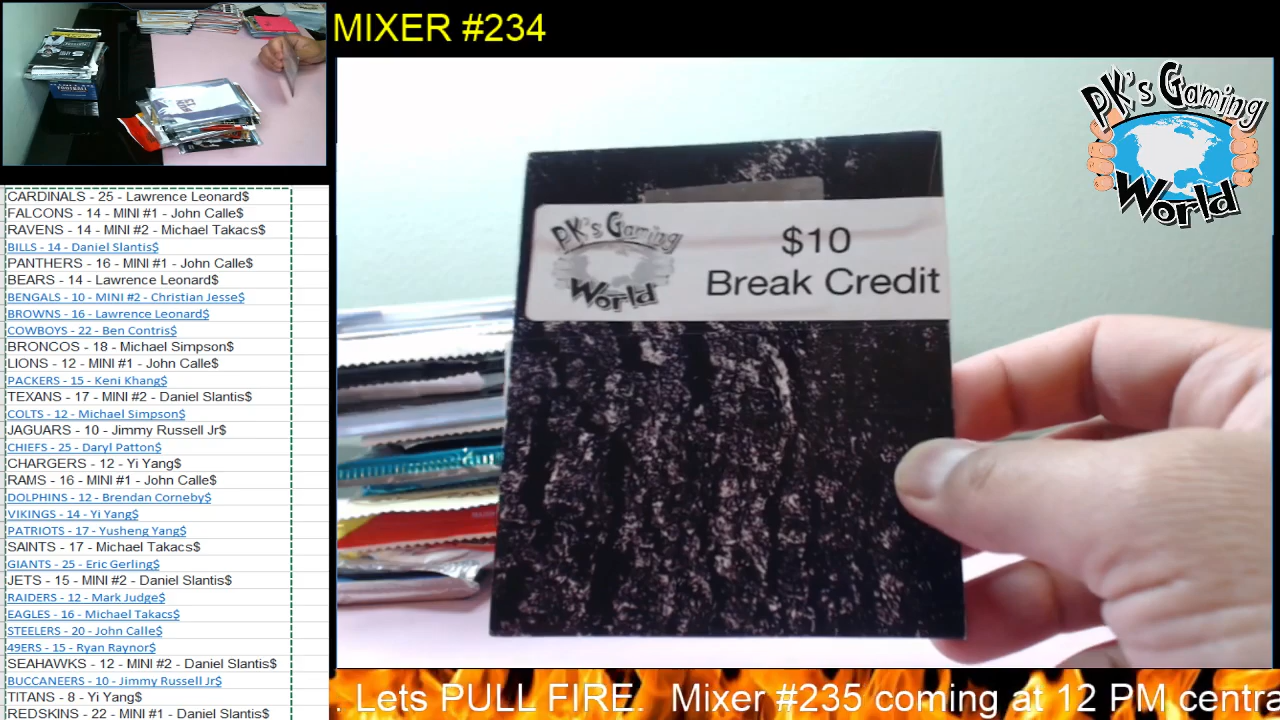 MIXER #234
PK's Gaming
World
PK's Gaming
World
$10
Break Credit
CARDINALS - 25 - Lawrence Leonard$
FALCONS - 14 - MINI #1 - John Calle$
RAVENS - 14 - MINI #2 - Michael Takacs$
BILLS - 14 - Daniel Slantis$
PANTHERS - 16 - MINI #1 - John Calle$
BEARS - 14 - Lawrence Leonard$
BENGALS - 10 - MINI #2 - Christian Jesse$
BROWNS - 16 - Lawrence Leonard$
COWBOYS - 22 - Ben Contris$
BRONCOS - 18 - Michael Simpson$
LIONS - 12 - MINI #1 - John Calle$
PACKERS - 15 - Keni Khang$
TEXANS - 17 - MINI #2 - Daniel Slantis$
COLTS - 12 - Michael Simpson$
JAGUARS - 10 - Jimmy Russell Jr$
CHIEFS - 25 - Daryl Patton$
CHARGERS - 12 - Yi Yang$
RAMS - 16 - MINI #1 - John Calle$
DOLPHINS - 12 - Brendan Corneby$
VIKINGS - 14 - Yi Yang$
PATRIOTS - 17 - Yusheng Yang$
SAINTS - 17 - Michael Takacs$
GIANTS - 25 - Eric Gerling$
JETS - 15 - MINI #2 - Daniel Slantis$
RAIDERS - 12 - Mark Judge$
EAGLES - 16 - Michael Takacs$
STEELERS - 20 - John Calle$
49ERS - 15 - Ryan Raynor$
SEAHAWKS - 12 - MINI #2 - Daniel Slantis$
BUCCANEERS - 10 - Jimmy Russell Jr$
TITANS - 8 - Yi Yang$
REDSKINS - 22 - MINI #1 - Daniel Slantis$
. Lets PULL FIRE. Mixer #235 coming at 12 PM centra